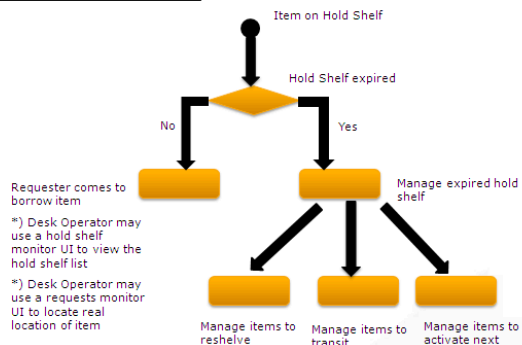 Item on Hold Shelf
Hold Shelf expired
No
Yes
Requester comes to
borrow item
*) Desk Operator may
use a hold shelf
monitor UI to view the
hold shelf list
*) Desk Operator may
use a requests monitor
UI to locate real
location of item
Manage expired hold
shelf
Manage items to
reshelve
Manage items to
transit
Manage items to
activate next